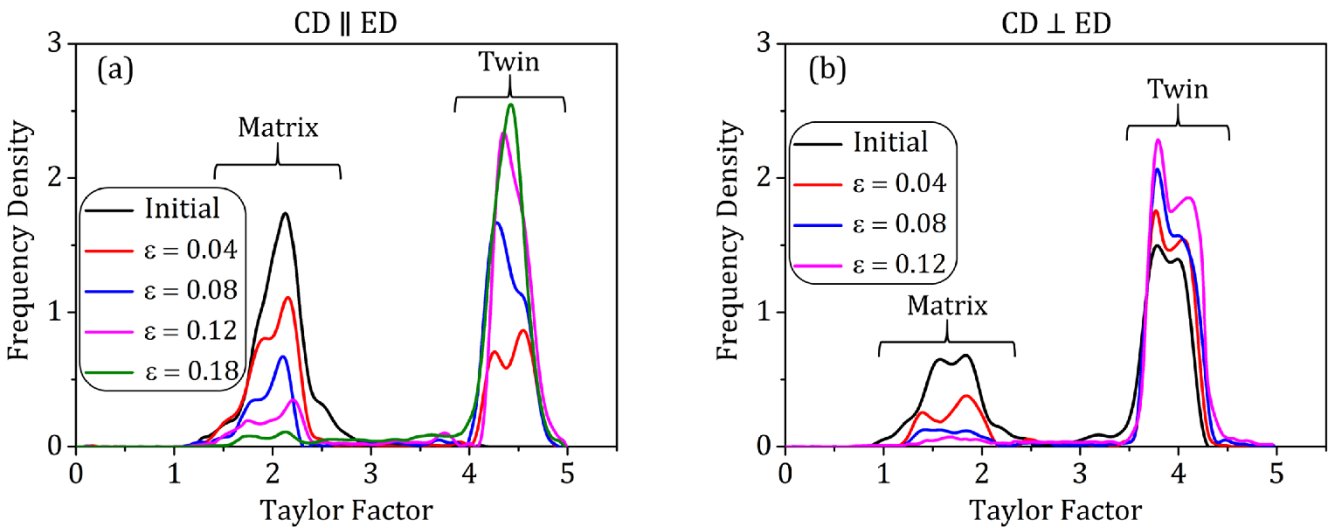 CD ∥ ED
(a)
Twin
Matrix
Initial
ε = 0.04
ε = 0.08
ε = 0.12
ε = 0.18
Frequency Density
3
2
1
0
0 1 2 3 4 5
Taylor Factor
CD ⊥ ED
(b)
Twin
Initial
ε = 0.04
ε = 0.08
ε = 0.12
Matrix
Frequency Density
3
2
1
0
0 1 2 3 4 5
Taylor Factor